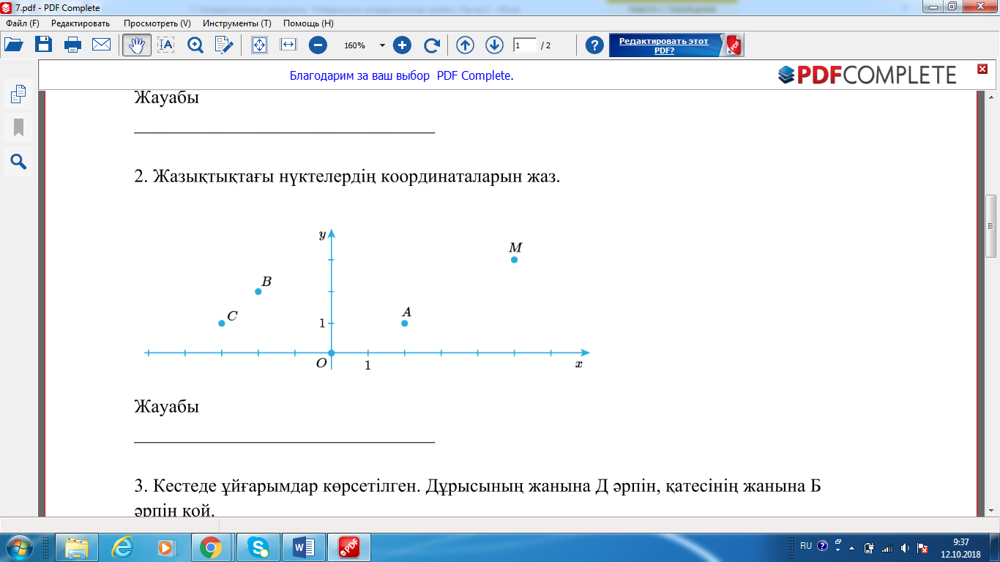 7.pdf - PDF Complete
Файл (F) Редактировать Просмотреть (V) Инструменты (T) Помощь (H)
160% 1 / 2 Редактировать этот PDF?
Благодарим за ваш выбор PDF Complete.
PDFCOMPLETE
Жауабы
________________________________
2. Жазықтықтағы нүктелердің координаталарын жаз.
y
M
B
C
A
1
O
1
x
Жауабы
________________________________
3. Кестеде ұйғарымдар көрсетілген. Дұрысының жанына Д әрпін, қатесінің жанына Б
әрпін қой.
RU
9:37
12.10.2018